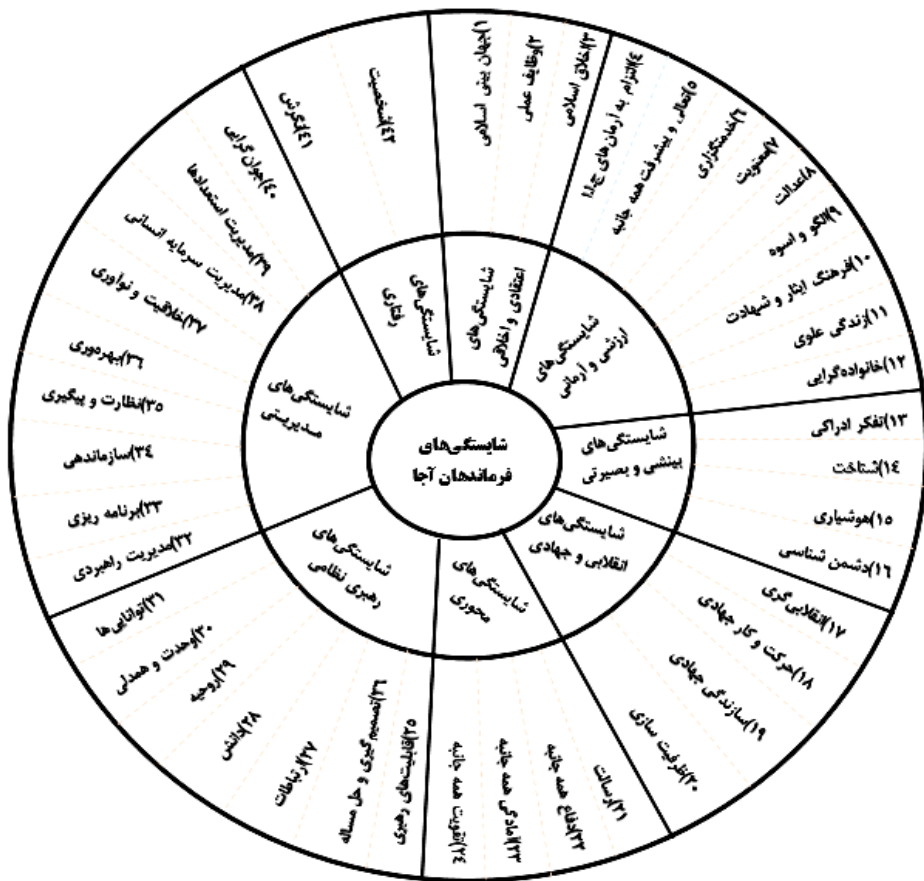 شایستگی‌های
فرماندهان آجا
شایستگی‌های
اعتقادی و اخلاقی
۱)جهان بینی اسلامی
۲)وظایف عملی
۳)اخلاق اسلامی
شایستگی‌های
ارزشی و آرمانی
۴)التزام به آرمان‌های ج.ا.ا
۵)تعالی و پیشرفت همه جانبه
۶)خدمتگزاری
۷)معنویت
۸)عدالت
۹)الگو و اسوه
۱۰)فرهنگ ایثار و شهادت
۱۱)زندگی علوی
۱۲)خانواده‌گرایی
شایستگی‌های
بینشی و بصیرتی
۱۳)تفکر ادراکی
۱۴)شناخت
۱۵)هوشیاری
۱۶)دشمن شناسی
شایستگی‌های
انقلابی و جهادی
۱۷)انقلابی‌گری
۱۸)حرکت و کار جهادی
۱۹)سازندگی جهادی
۲۰)ظرفیت سازی
شایستگی‌های
محوری
۲۱)رسالت
۲۲)دفاع همه جانبه
۲۳)آمادگی همه جانبه
۲۴)تقویت همه جانبه
شایستگی‌های
رهبری نظامی
۲۵)قابلیت‌های رهبری
۲۶)تصمیم گیری و حل مساله
۲۷)ارتباطات
۲۸)دانش
۲۹)روحیه
۳۰)وحدت و همدلی
۳۱)توانایی‌ها
شایستگی‌های
مدیریتی
۳۲)مدیریت راهبردی
۳۳)برنامه ریزی
۳۴)سازماندهی
۳۵)نظارت و پیگیری
۳۶)بهره‌وری
۳۷)خلاقیت و نوآوری
۳۸)مدیریت سرمایه انسانی
۳۹)مدیریت استعدادها
۴۰)جوان گرایی
شایستگی‌های
رفتاری
۴۱)نگرش
۴۲)شخصیت